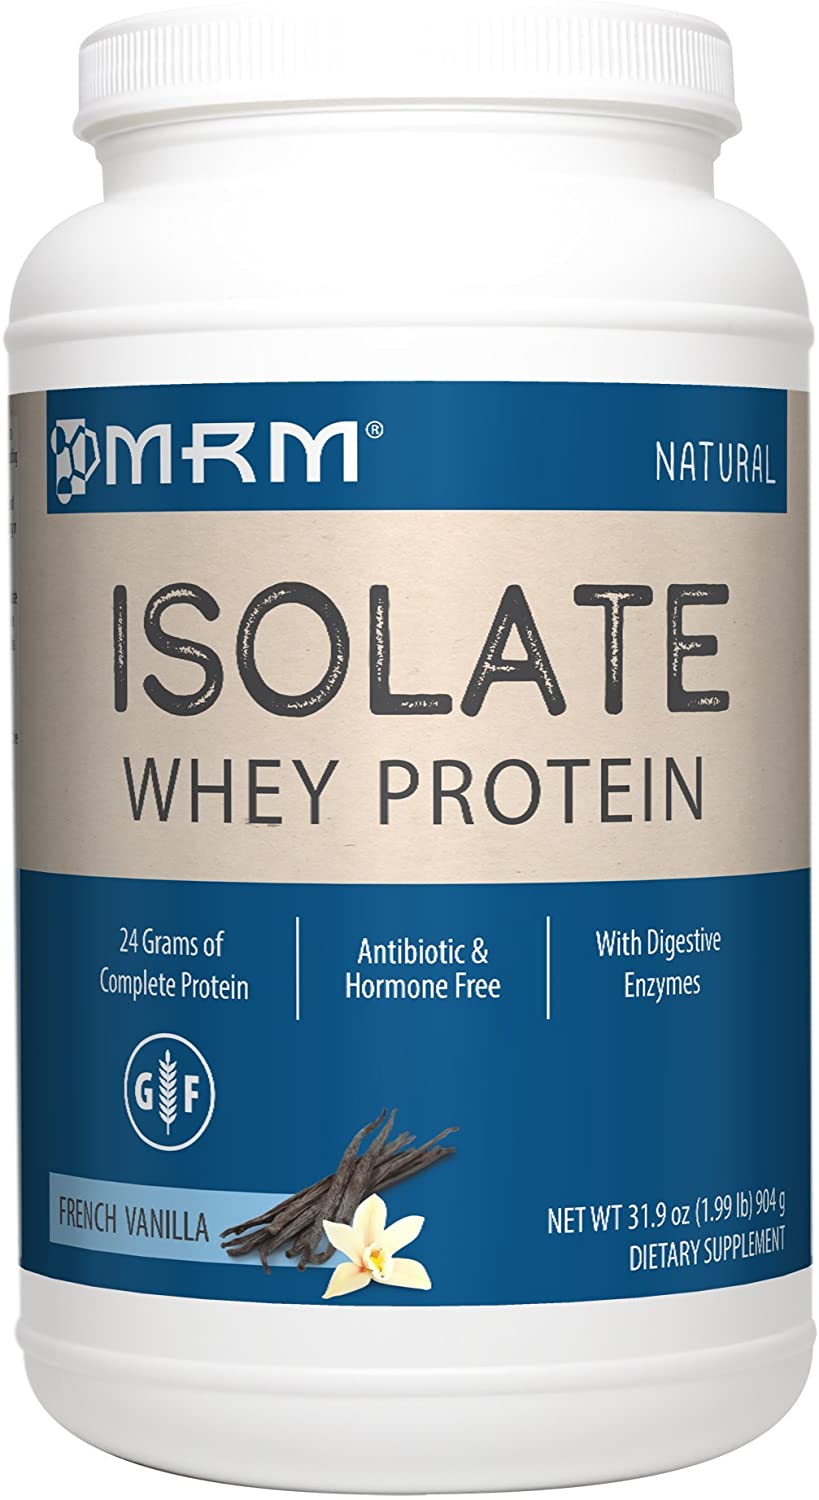 MRM®
NATURAL
ISOLATE
WHEY PROTEIN
24 Grams of
Complete Protein
Antibiotic &
Hormone Free
With Digestive
Enzymes
G F
FRENCH VANILLA
NET WT 31.9 oz (1.99 lb) 904 g
DIETARY SUPPLEMENT